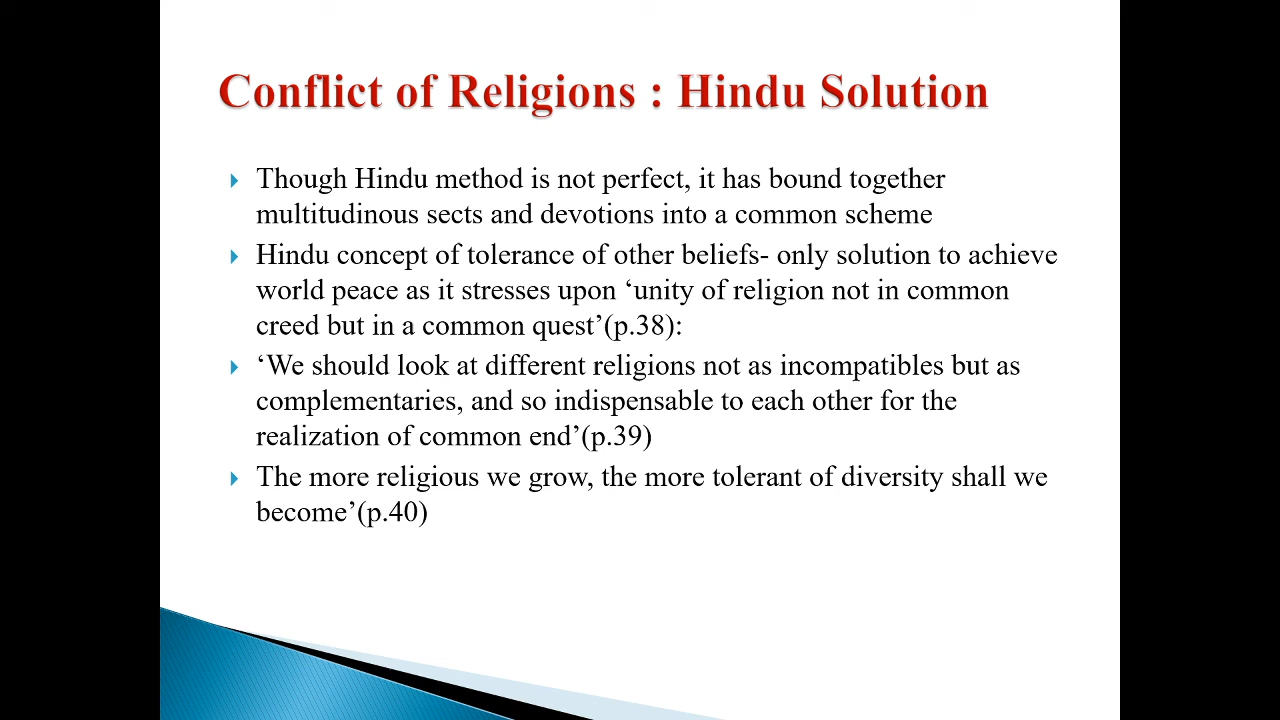 Conflict of Religions : Hindu Solution
Though Hindu method is not perfect, it has bound together
multitudinous sects and devotions into a common scheme
Hindu concept of tolerance of other beliefs- only solution to achieve
world peace as it stresses upon ‘unity of religion not in common
creed but in a common quest’(p.38):
‘We should look at different religions not as incompatibles but as
complementaries, and so indispensable to each other for the
realization of common end’(p.39)
The more religious we grow, the more tolerant of diversity shall we
become’(p.40)